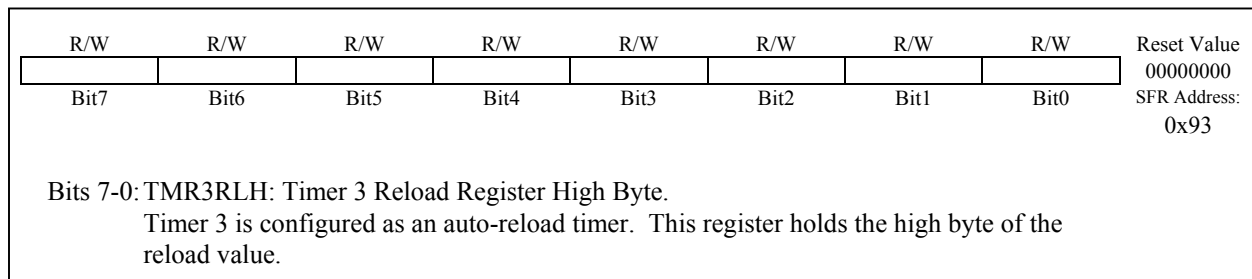 R/W R/W R/W R/W R/W R/W R/W R/W Reset Value
00000000
Bit7 Bit6 Bit5 Bit4 Bit3 Bit2 Bit1 Bit0 SFR Address:
0x93
Bits 7-0: TMR3RLH: Timer 3 Reload Register High Byte.
Timer 3 is configured as an auto-reload timer. This register holds the high byte of the
reload value.